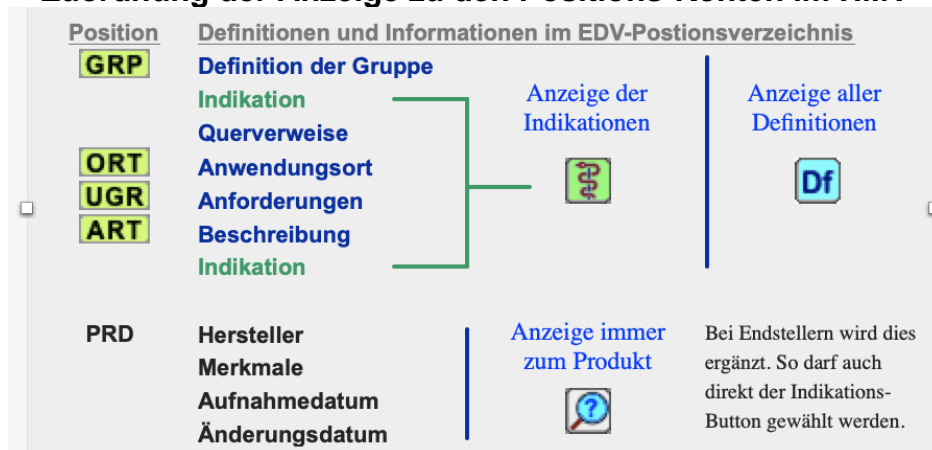 Position Definitionen und Informationen im EDV-Postionsverzeichnis
GRP Definition der Gruppe
Indikation
Querverweise
ORT Anwendungsort
UGR Anforderungen
ART Beschreibung
Indikation
Anzeige der
Indikationen
Anzeige aller
Definitionen
Df
PRD Hersteller
Merkmale
Aufnahmedatum
Änderungsdatum
Anzeige immer
zum Produkt
?
Bei Endstellern wird dies
ergänzt. So darf auch
direkt der Indikations-
Button gewählt werden.